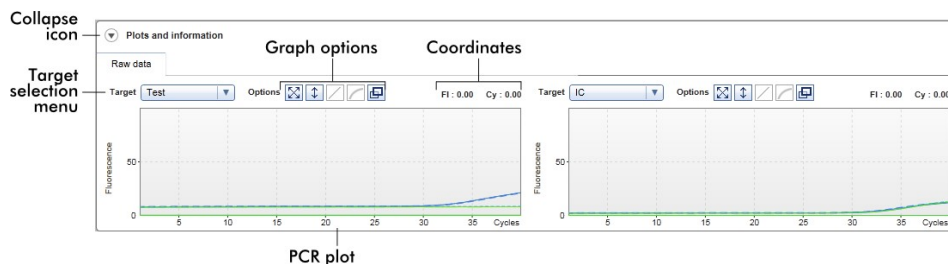 Collapse icon
Plots and information
Graph options
Coordinates
Raw data
Target selection menu
Target Test Options Fl : 0.00 Cy : 0.00
Target IC Options Fl : 0.00 Cy : 0.00
Fluorescence
50
0
5 10 15 20 25 30 35 Cycles
Fluorescence
50
0
5 10 15 20 25 30 35 Cycles
PCR plot